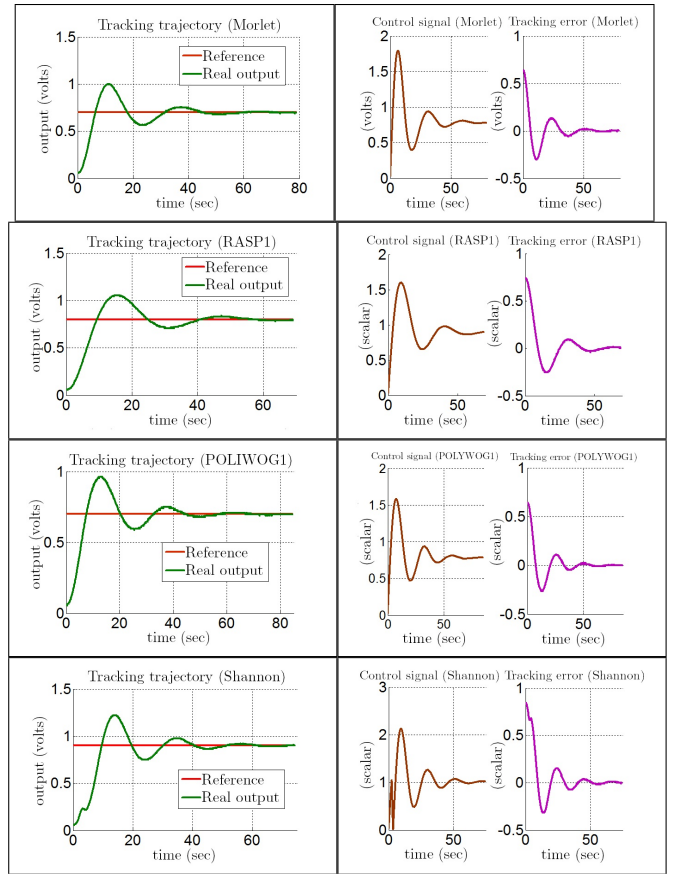 Tracking trajectory (Morlet)
1.5
1
0.5
0
output (volts)
Reference
Real output
0 20 40 60 80
time (sec)
Control signal (Morlet)
2
1.5
1
0.5
0
(volts)
0 50
time (sec)
Tracking error (Morlet)
1
0.5
0
-0.5
(volts)
0 50
time (sec)
Tracking trajectory (RASP1)
1.5
1
0.5
0
output (volts)
Reference
Real output
0 20 40 60
time (sec)
Control signal (RASP1)
2
1.5
1
0.5
0
(scalar)
0 50
time (sec)
Tracking error (RASP1)
1
0.5
0
-0.5
(scalar)
0 50
time (sec)
Tracking trajectory (POLIWOG1)
1
0.5
0
output (volts)
Reference
Real output
0 20 40 60 80
time (sec)
Control signal (POLYWOG1)
2
1.5
1
0.5
0
(scalar)
0 50
time (sec)
Tracking error (POLYWOG1)
1
0.5
0
-0.5
(scalar)
0 50
time (sec)
Tracking trajectory (Shannon)
1.5
1
0.5
0
output (volts)
Reference
Real output
0 20 40 60
time (sec)
Control signal (Shannon)
3
2
1
0
(scalar)
0 50
time (sec)
Tracking error (Shannon)
1
0.5
0
-0.5
(scalar)
0 50
time (sec)